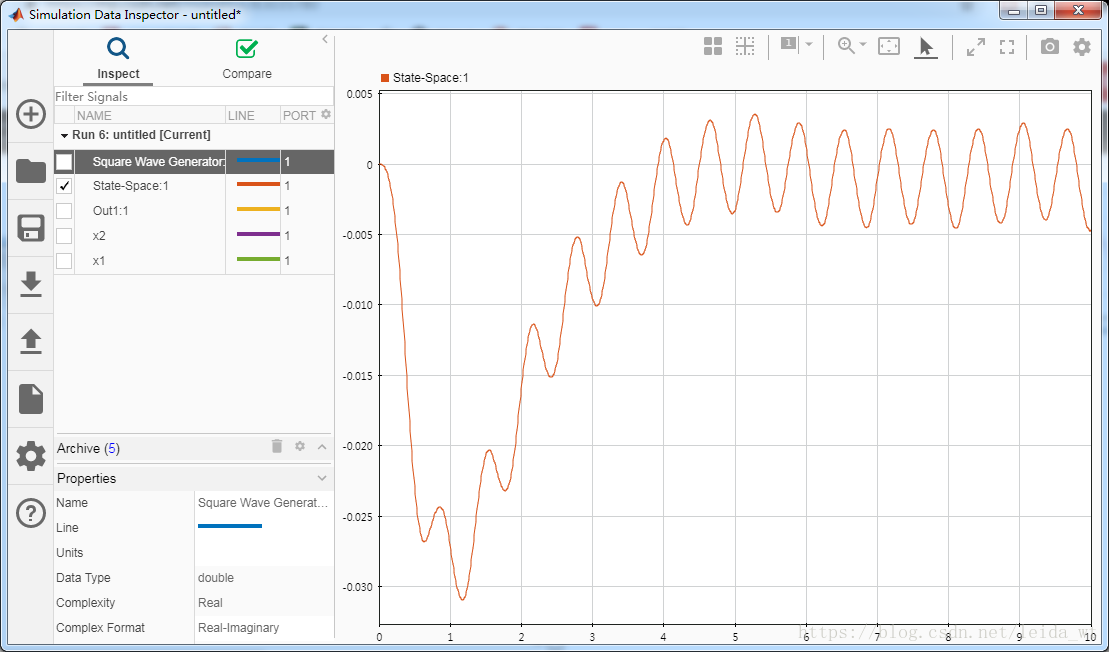 Simulation Data Inspector - untitled*
Inspect
Compare
Filter Signals
NAME LINE PORT
Run 6: untitled [Current]
Square Wave Generator: 1
State-Space:1 1
Out1:1 1
x2 1
x1 1
Archive (5)
Properties
Name Square Wave Generat...
Line
Units
Data Type double
Complexity Real
Complex Format Real-Imaginary
1
State-Space:1
0.005
0
-0.005
-0.010
-0.015
-0.020
-0.025
-0.030
0 1 2 3 4 5 6 7 8 9 10
https://blog.csdn.net/leida_w